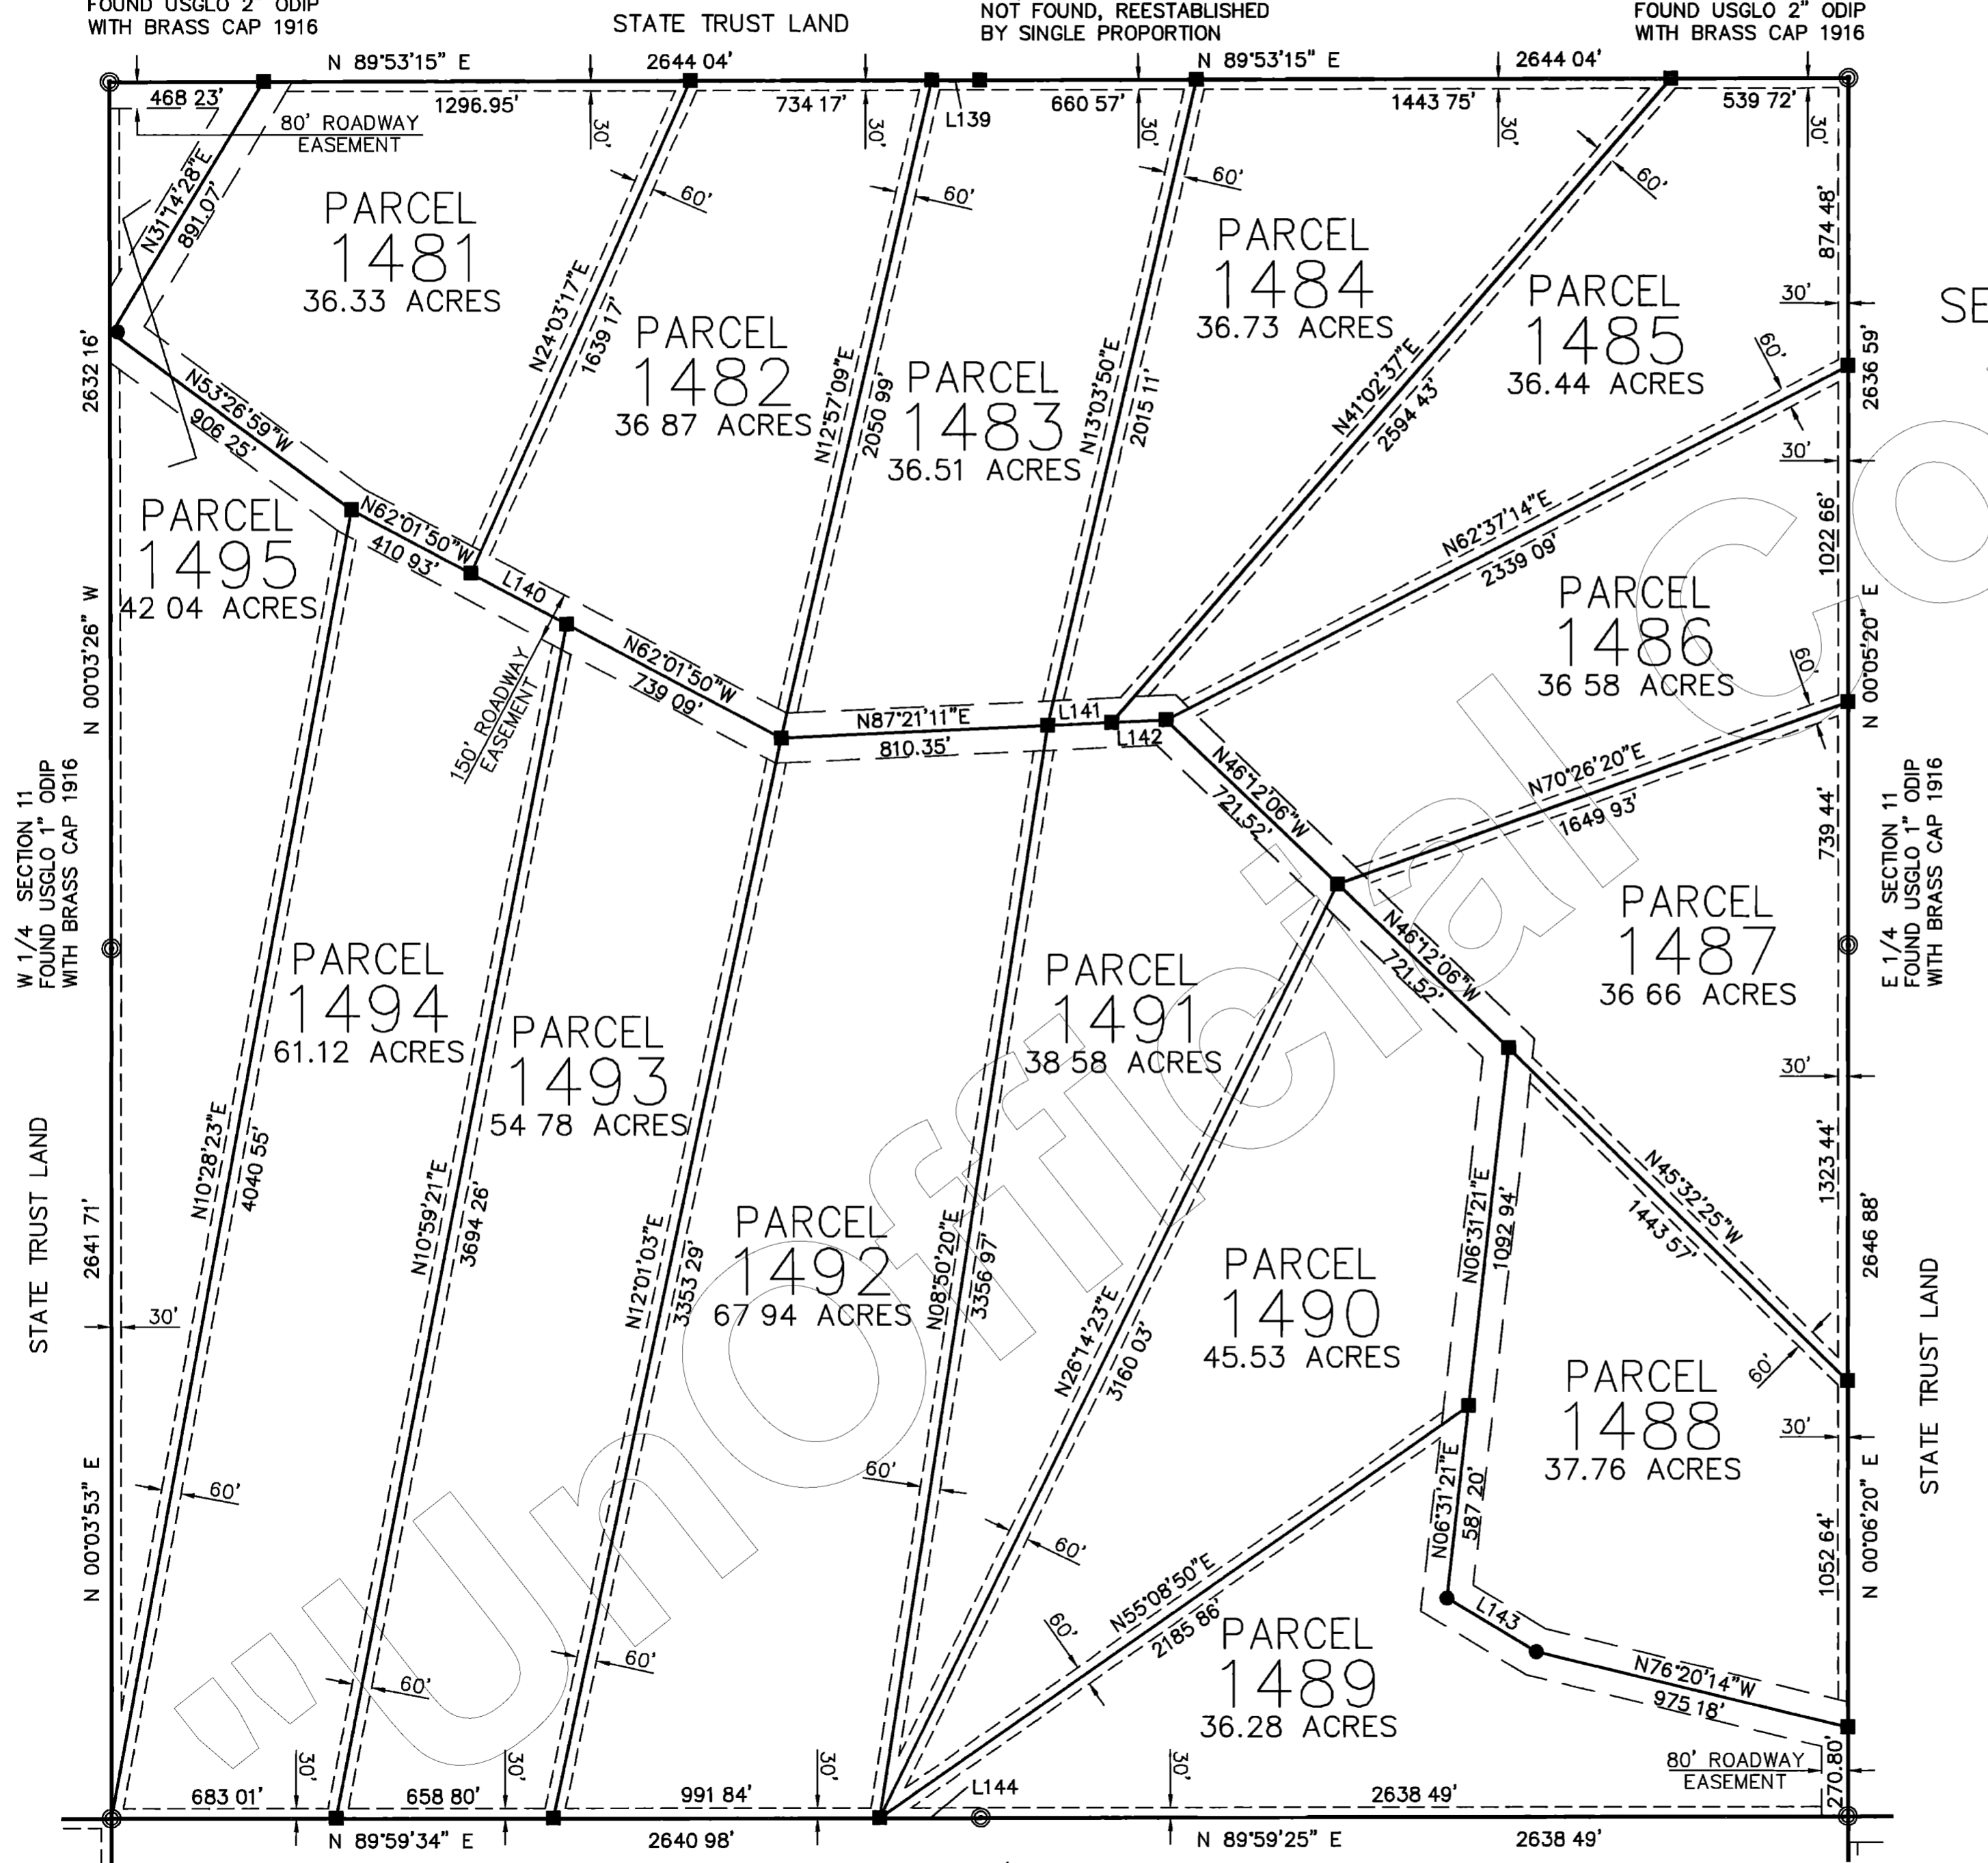 FOUND USGLO 2" ODIP
WITH BRASS CAP 1916
STATE TRUST LAND
NOT FOUND, REESTABLISHED
BY SINGLE PROPORTION
FOUND USGLO 2" ODIP
WITH BRASS CAP 1916
N 89°53'15" E
2644 04'
N 89°53'15" E
2644 04'
468 23'
1296.95'
734 17'
L139
660 57'
1443 75'
539 72'
80' ROADWAY
EASEMENT
30'
30'
30'
30'
30'
N31°14'28"E
891.07'
PARCEL
1481
36.33 ACRES
60'
60'
60'
60'
N24°03'17"E
1639 17'
PARCEL
1482
36 87 ACRES
N12°57'09"E
2050 99'
PARCEL
1483
36.51 ACRES
N13°03'50"E
2015 11'
PARCEL
1484
36.73 ACRES
N41°02'37"E
2594 43'
PARCEL
1485
36.44 ACRES
874 48'
30'
60'
2636 59'
SE
30'
2632 16'
N53°26'59"W
906 25'
PARCEL
1495
42 04 ACRES
N62°01'50"W
410 93'
L140
N62°01'50"W
739 09'
150' ROADWAY
EASEMENT
N87°21'11"E
810.35'
L141
L142
N62°37'14"E
2339 09'
1022 66'
PARCEL
1486
36 58 ACRES
60'
N 00°05'20" E
N 00°03'26" W
N46°12'06"W
721.52'
N70°26'20"E
1649 93'
739 44'
W 1/4 SECTION 11
FOUND USGLO 1" ODIP
WITH BRASS CAP 1916
E 1/4 SECTION 11
FOUND USGLO 1" ODIP
WITH BRASS CAP 1916
PARCEL
1494
61.12 ACRES
PARCEL
1493
54 78 ACRES
PARCEL
1491
38 58 ACRES
N46°12'06"W
721.52'
PARCEL
1487
36 66 ACRES
30'
STATE TRUST LAND
2641 71'
N10°28'23"E
4040 55'
N10°59'21"E
3694 26'
N12°01'03"E
3353 29'
PARCEL
1492
67 94 ACRES
N08°50'20"E
3356 97'
N26°14'23"E
3160 03'
PARCEL
1490
45.53 ACRES
N06°31'21"E
1092 94'
N45°32'25"W
1443 57'
1323 44'
2646 88'
STATE TRUST LAND
30'
60'
PARCEL
1488
37.76 ACRES
30'
N 00°03'53" E
60'
60'
60'
60'
60'
N06°31'21"E
587 20'
1052 64'
N 00°06'20" E
N55°08'50"E
2185 86'
60'
L143
PARCEL
1489
36.28 ACRES
N76°20'14"W
975 18'
80' ROADWAY
EASEMENT
270.80'
30'
30'
30'
30'
683 01'
658 80'
991 84'
L144
2638 49'
N 89°59'34" E
2640 98'
N 89°59'25" E
2638 49'
"Unofficial Co